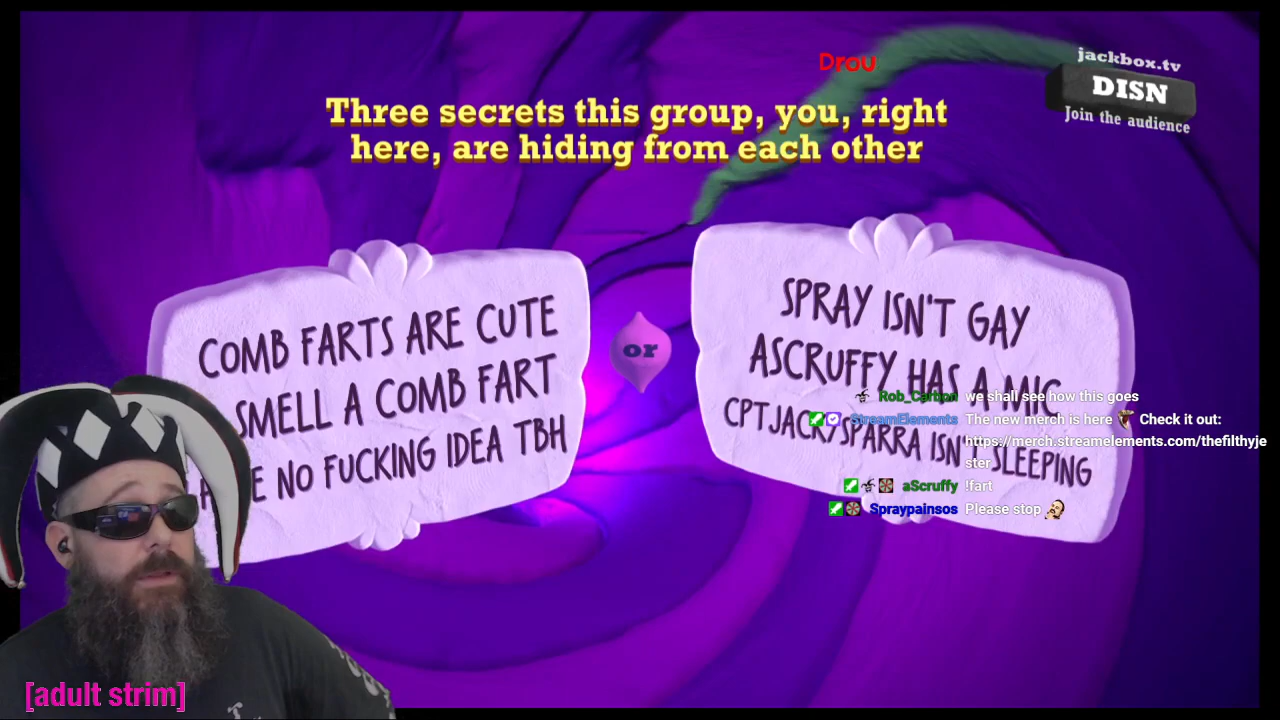 Drou
jackbox.tv
DISN
Join the audience
Three secrets this group, you, right
here, are hiding from each other
COMB FARTS ARE CUTE
SMELL A COMB FART
NO FUCKING IDEA TBH
or
SPRAY ISN'T GAY
ASCRUFFY HAS A MIC
ISN'T SLEEPING
Rob_Carbon we shall see how this goes
StreamElements The new merch is here Check it out:
https://merch.streamelements.com/thefilthyje
ster
aScruffy !fart
Spraypainsos Please stop
[adult strim]